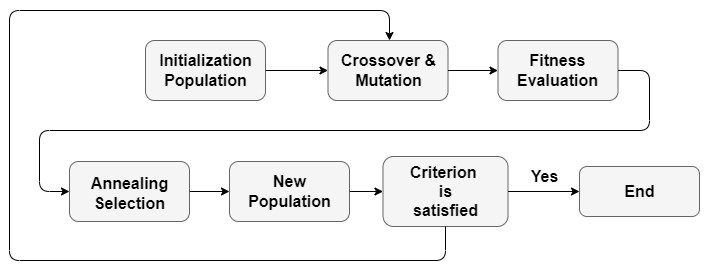 Initialization
Population
Crossover &
Mutation
Fitness
Evaluation
Annealing
Selection
New
Population
Criterion
is
satisfied
Yes
End